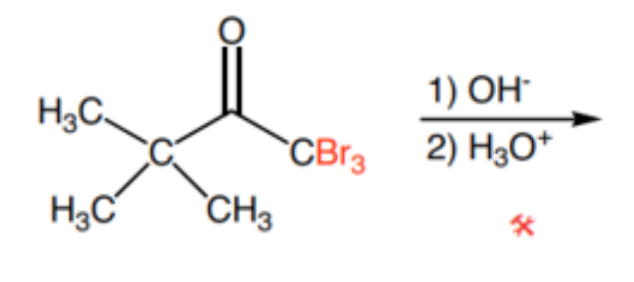 O
H₃C
1) OH⁻
C
CBr₃
2) H₃O⁺
H₃C
CH₃